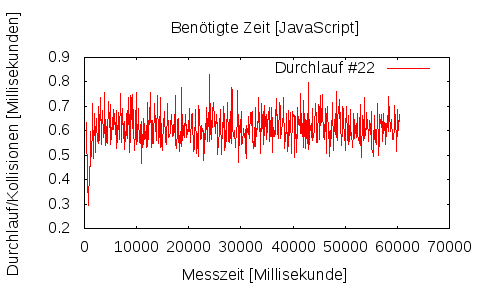 Benötigte Zeit [JavaScript]
Durchlauf/Kollisionen [Millisekunden]
Durchlauf #22
0.9
0.8
0.7
0.6
0.5
0.4
0.3
0.2
0 10000 20000 30000 40000 50000 60000 70000
Messzeit [Millisekunde]